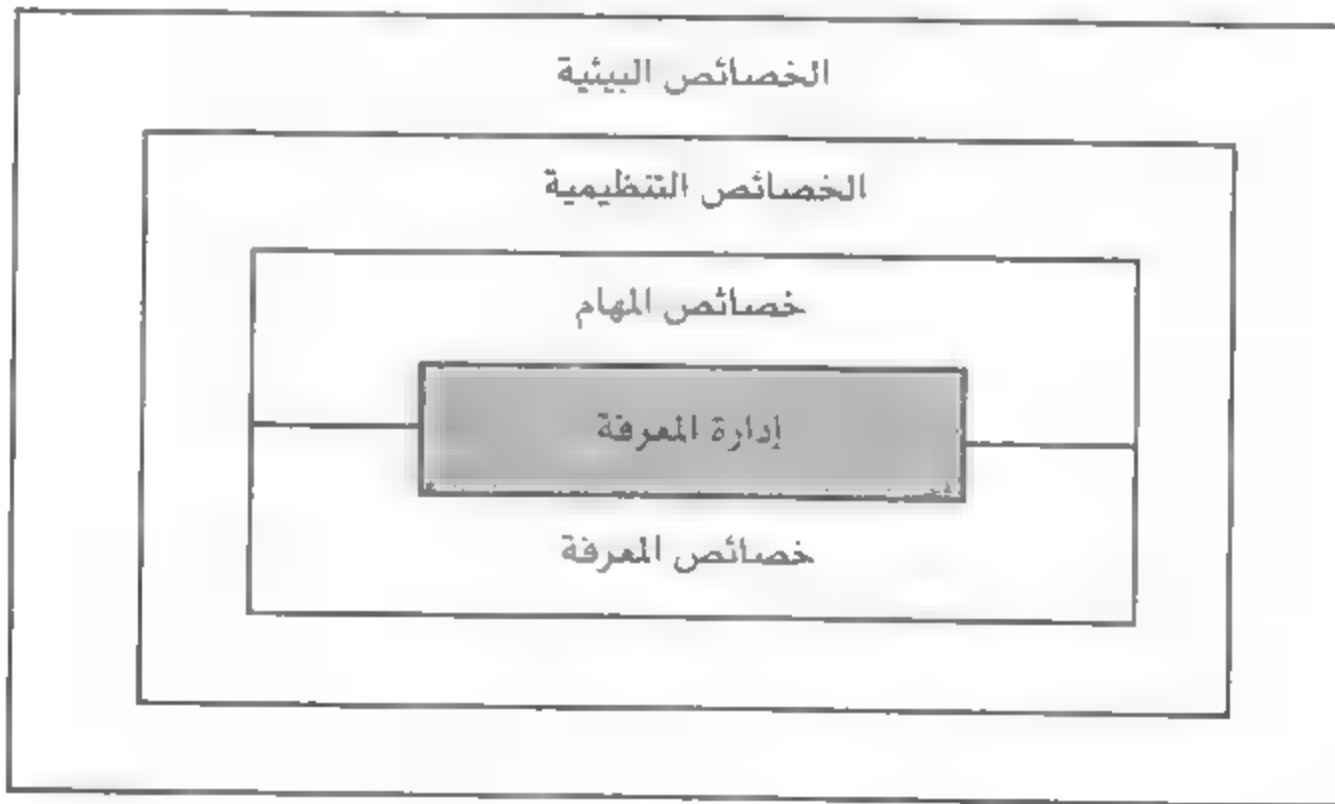 الخصائص البيئية
الخصائص التنظيمية
خصائص المهام
إدارة المعرفة
خصائص المعرفة